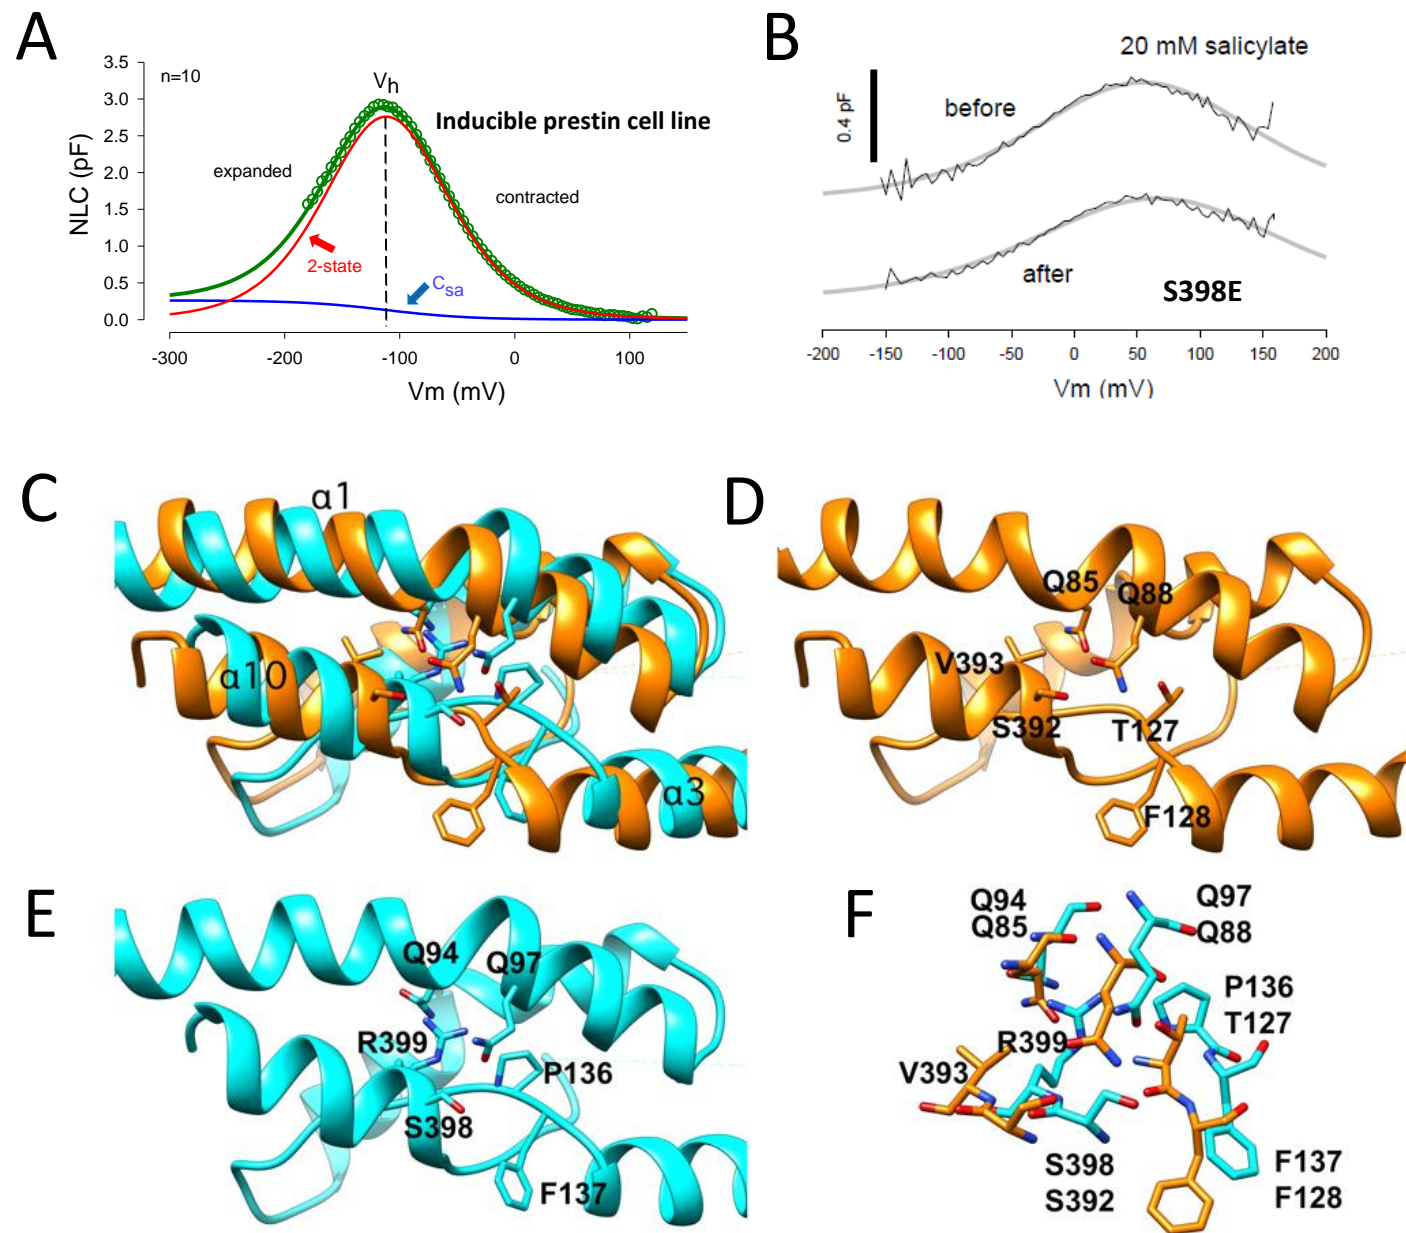 A
3.5
3.0
2.5
2.0
1.5
1.0
0.5
0.0
NLC (pF)
n=10
Vh
Inducible prestin cell line
expanded
contracted
2-state
Csa
-300
-200
-100
0
100
Vm (mV)
B
20 mM salicylate
0.4 pF
before
after
S398E
-200
-150
-100
-50
0
50
100
150
200
Vm (mV)
C
α1
α10
α3
D
Q85
Q88
V393
S392
T127
F128
E
Q94
Q97
R399
P136
S398
F137
F
Q94
Q85
Q97
Q88
P136
T127
R399
V393
S398
S392
F137
F128